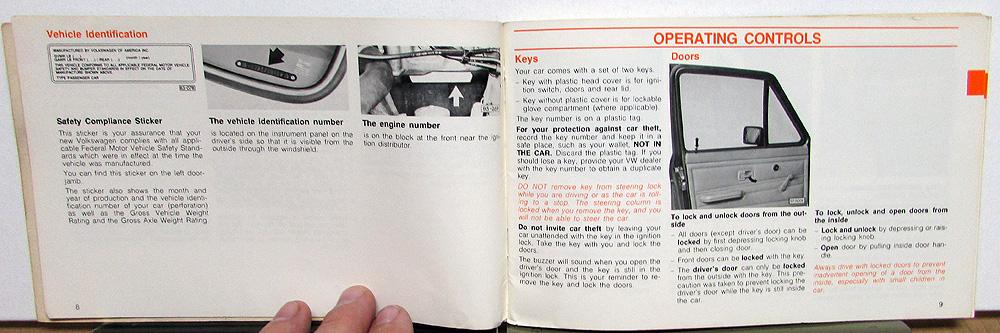 Vehicle Identification
MANUFACTURED BY VOLKSWAGEN OF AMERICA INC.
THIS VEHICLE CONFORMS TO ALL APPLICABLE FEDERAL MOTOR VEHICLE
SAFETY AND BUMPER STANDARDS IN EFFECT ON THE DATE OF
MANUFACTURE SHOWN ABOVE.
TYPE PASSENGER CAR
Safety Compliance Sticker
This sticker is your assurance that your
new Volkswagen complies with all appli-
cable Federal Motor Vehicle Safety Stand-
ards which were in effect at the time the
vehicle was manufactured.
You can find this sticker on the left door-
jamb.
The sticker also shows the month and
year of production and the vehicle identi-
fication number of your car (perforation)
as well as the Gross Vehicle Weight
Rating and the Gross Axle Weight Rating.
The vehicle identification number
is located on the instrument panel on the
driver's side so that it is visible from the
outside through the windshield.
The engine number
is on the block at the front near the igni-
tion distributor.
8
OPERATING CONTROLS
Keys
Your car comes with a set of two keys.
– Key with plastic head cover is for igni-
tion switch, doors and rear lid.
– Key without plastic cover is for lockable
glove compartment (where applicable).
The key number is on a plastic tag.
For your protection against car theft,
record the key number and keep it in a
safe place, such as your wallet, NOT IN
THE CAR. Discard the plastic tag. If you
should lose a key, provide your VW dealer
with the key number to obtain a duplicate
key.
DO NOT remove key from steering lock
while you are driving or as the car is roll-
ing to a stop. The steering column is
locked when you remove the key, and you
will not be able to steer the car.
Do not invite car theft by leaving your
car unattended with the key in the ignition
lock. Take the key with you and lock the
doors.
The buzzer will sound when you open the
driver's door and the key is still in the
ignition lock. This is your reminder to re-
move the key and lock the doors.
Doors
To lock and unlock doors from the out-
side
– All doors (except driver's door) can be
locked by first depressing locking knob
and then closing door.
– Front doors can be locked with the key.
– The driver's door can only be locked
from the outside with the key. This pre-
caution was taken to prevent locking the
driver's door while the key is still inside
the car.
To lock, unlock and open doors from
the inside
– Lock and unlock by depressing or rais-
ing locking knob.
– Open door by pulling inside door han-
dle.
Always drive with locked doors to prevent
inadvertent opening of a door from the
inside, especially with small children in
car.
9